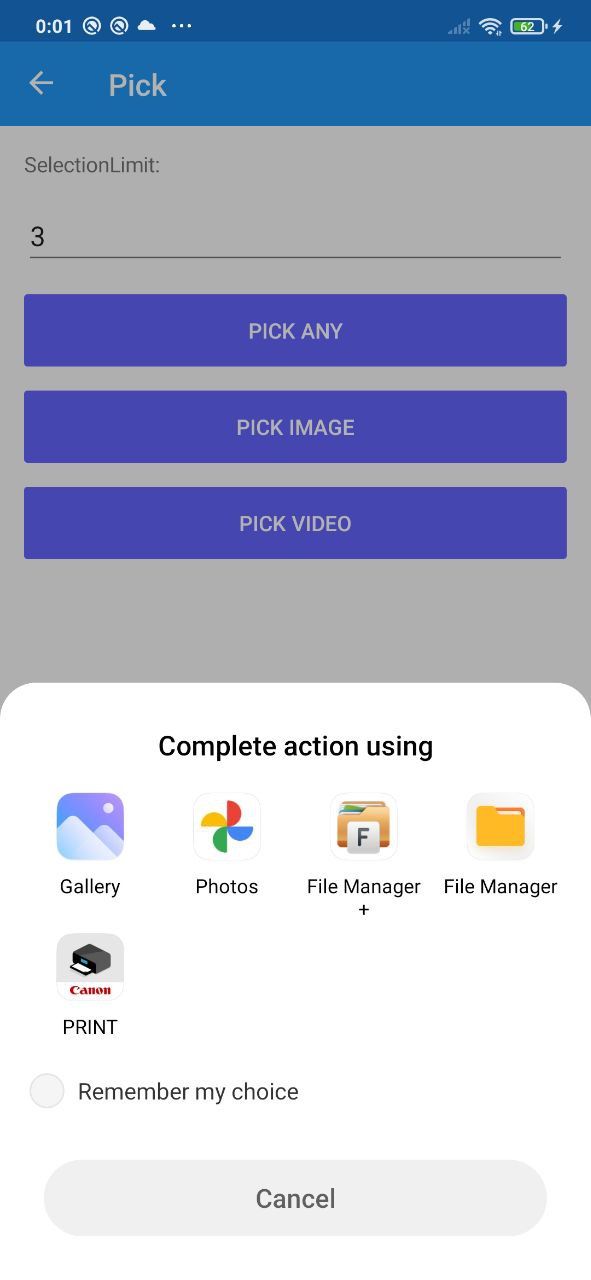 0:01
62
Pick
SelectionLimit:
3
PICK ANY
PICK IMAGE
PICK VIDEO
Complete action using
Gallery
Photos
F
File Manager
+
File Manager
Canon
PRINT
Remember my choice
Cancel